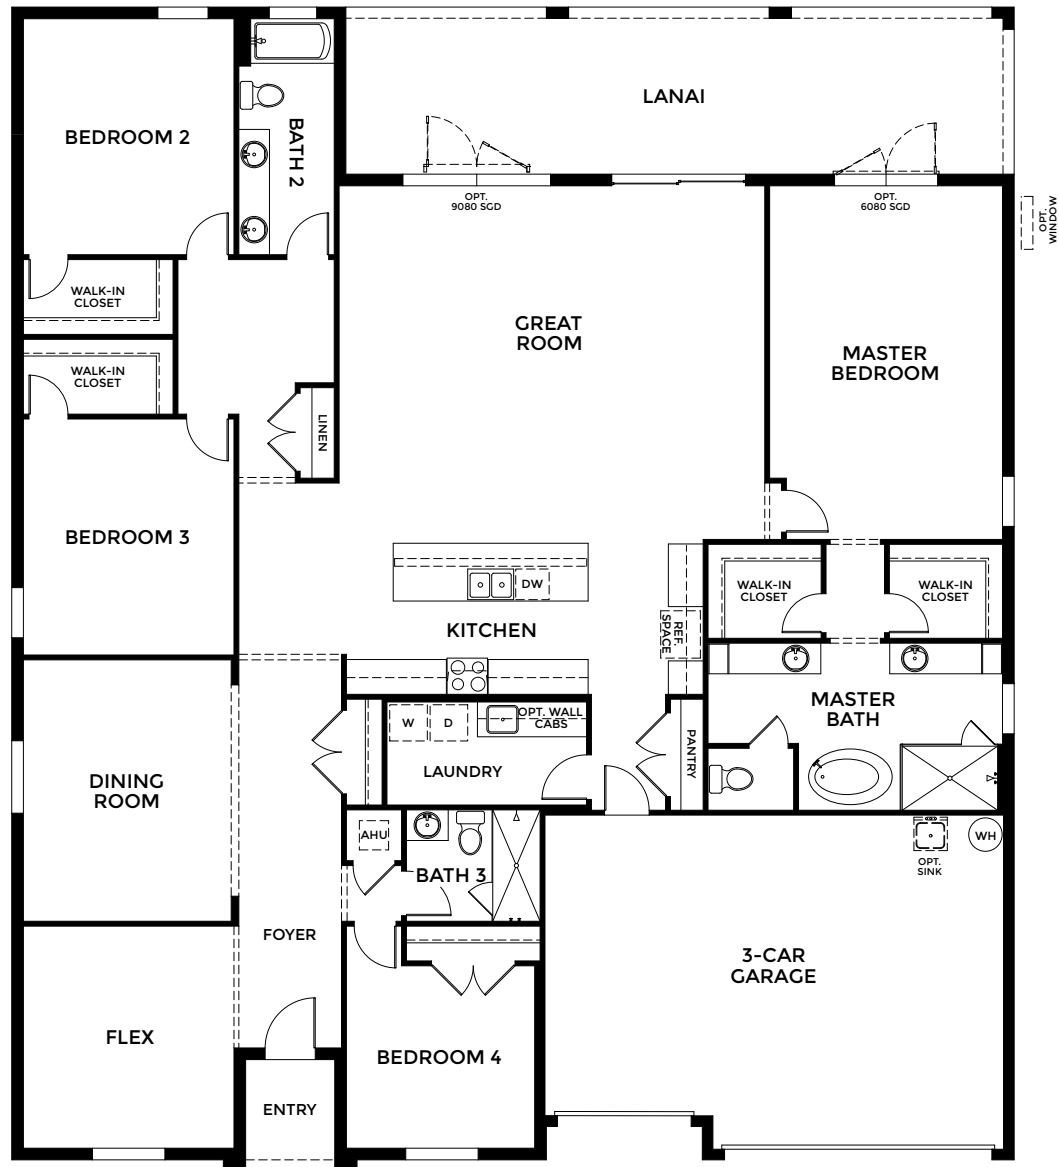 LANAI
BEDROOM 2
BATH 2
OPT.
9080 SGD
OPT.
6080 SGD
OPT.
WINDOW
WALK-IN
CLOSET
GREAT
ROOM
MASTER
BEDROOM
WALK-IN
CLOSET
LINEN
BEDROOM 3
DW
WALK-IN
CLOSET
WALK-IN
CLOSET
KITCHEN
REF.
SPACE
MASTER
BATH
W
D
OPT. WALL
CABS
PANTRY
LAUNDRY
DINING
ROOM
AHU
BATH 3
OPT.
SINK
WH
FOYER
3-CAR
GARAGE
FLEX
BEDROOM 4
ENTRY